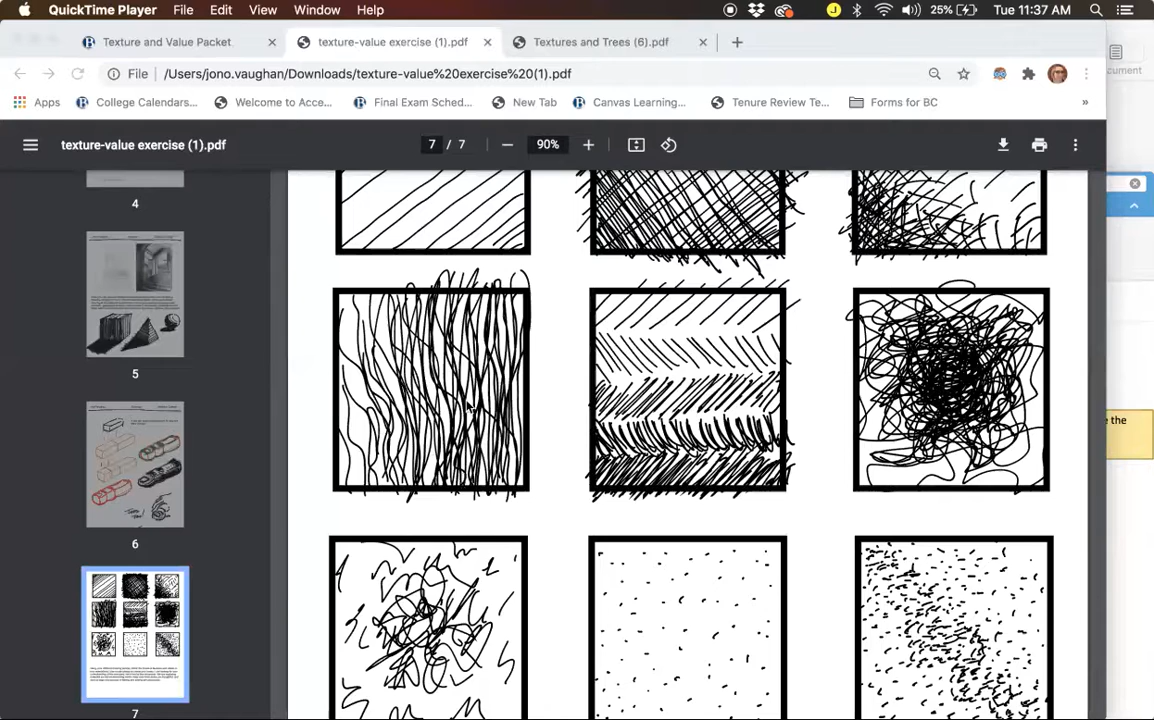 QuickTime Player File Edit View Window Help 25% Tue 11:37 AM
Texture and Value Packet texture-value exercise (1).pdf Textures and Trees (6).pdf
File /Users/jono.vaughan/Downloads/texture-value%20exercise%20(1).pdf
Apps College Calendars... Welcome to Acce... Final Exam Sched... New Tab Canvas Learning... Tenure Review Te... Forms for BC »
texture-value exercise (1).pdf 7 / 7 90%
cument
4
e the
5
6
7